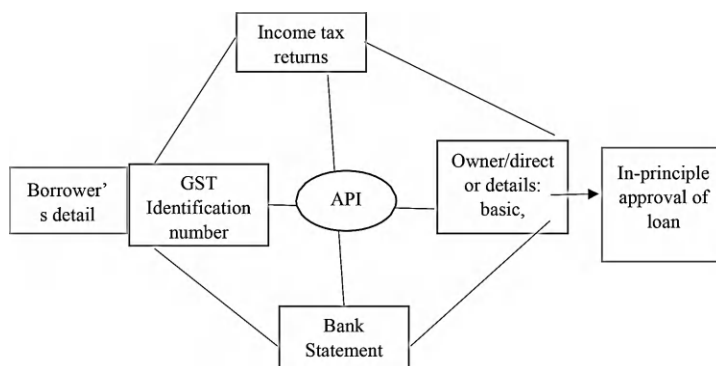 Income tax
returns
Borrower’
s detail
GST
Identification
number
API
Owner/direct
or details:
basic,
In-principle
approval of
loan
Bank
Statement